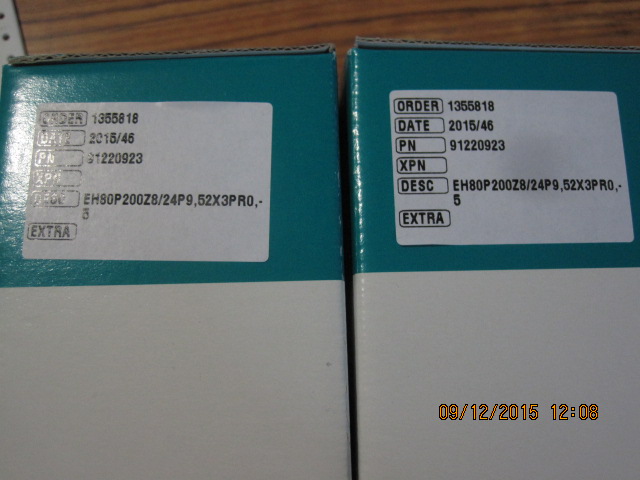 ORDER 1355818
DATE 2015/46
PN 91220923
XPN
DESC EH80P200Z8/24P9,52X3PR0,-
5
EXTRA
ORDER 1355818
DATE 2015/46
PN 91220923
XPN
DESC EH80P200Z8/24P9,52X3PR0,-
5
EXTRA
09/12/2015 12:08